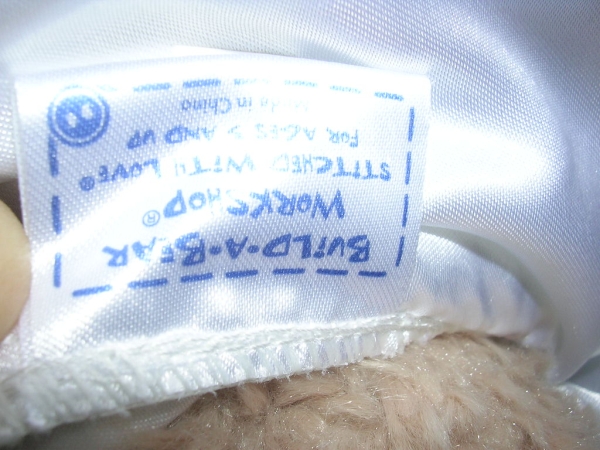 BUILD-A-BEAR
WORKSHOP®
STITCHED WITH LOVE®
FOR AGES 3 AND UP
Made in China